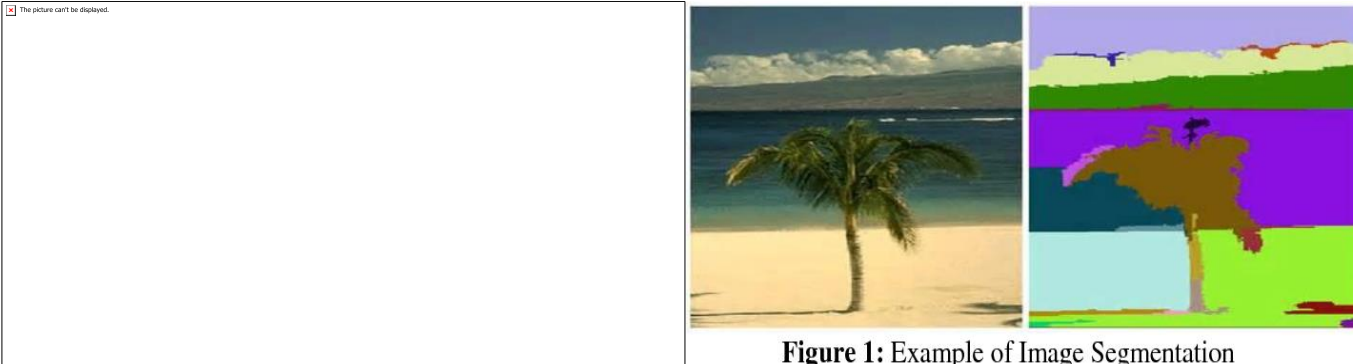 The picture can't be displayed.
Figure 1: Example of Image Segmentation